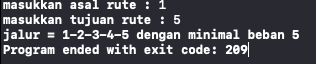 masukkan asal rute : 1
masukkan tujuan rute : 5
jalur = 1-2-3-4-5 dengan minimal beban 5
Program ended with exit code: 209